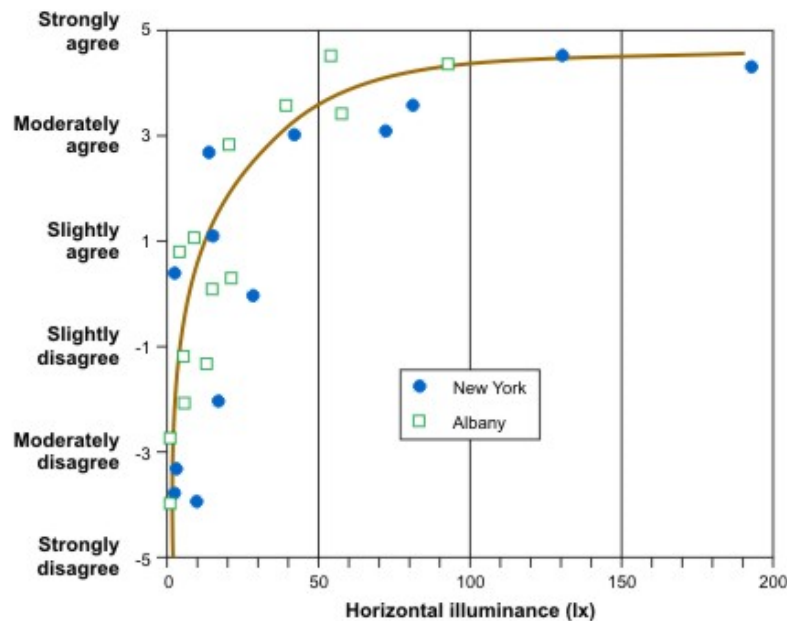 Strongly
agree
5
Moderately
agree
3
Slightly
agree
1
Slightly
disagree
-1
Moderately
disagree
-3
Strongly
disagree
-5
New York
Albany
0 50 100 150 200
Horizontal illuminance (lx)